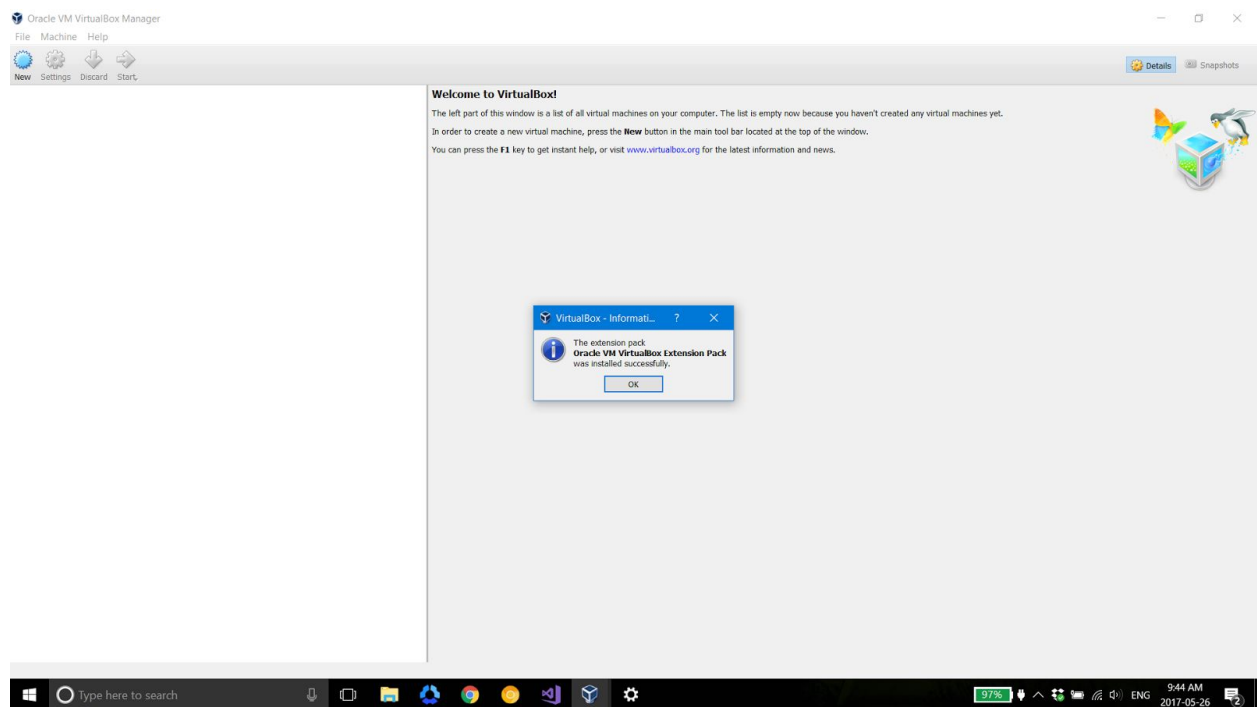 Oracle VM VirtualBox Manager
File Machine Help
New Settings Discard Start
Details Snapshots
Welcome to VirtualBox!
The left part of this window is a list of all virtual machines on your computer. The list is empty now because you haven't created any virtual machines yet.
In order to create a new virtual machine, press the New button in the main tool bar located at the top of the window.
You can press the F1 key to get instant help, or visit www.virtualbox.org for the latest information and news.
VirtualBox - Informati... ?
The extension pack
Oracle VM VirtualBox Extension Pack
was installed successfully.
OK
Type here to search
97% ENG 9:44 AM
2017-05-26 2